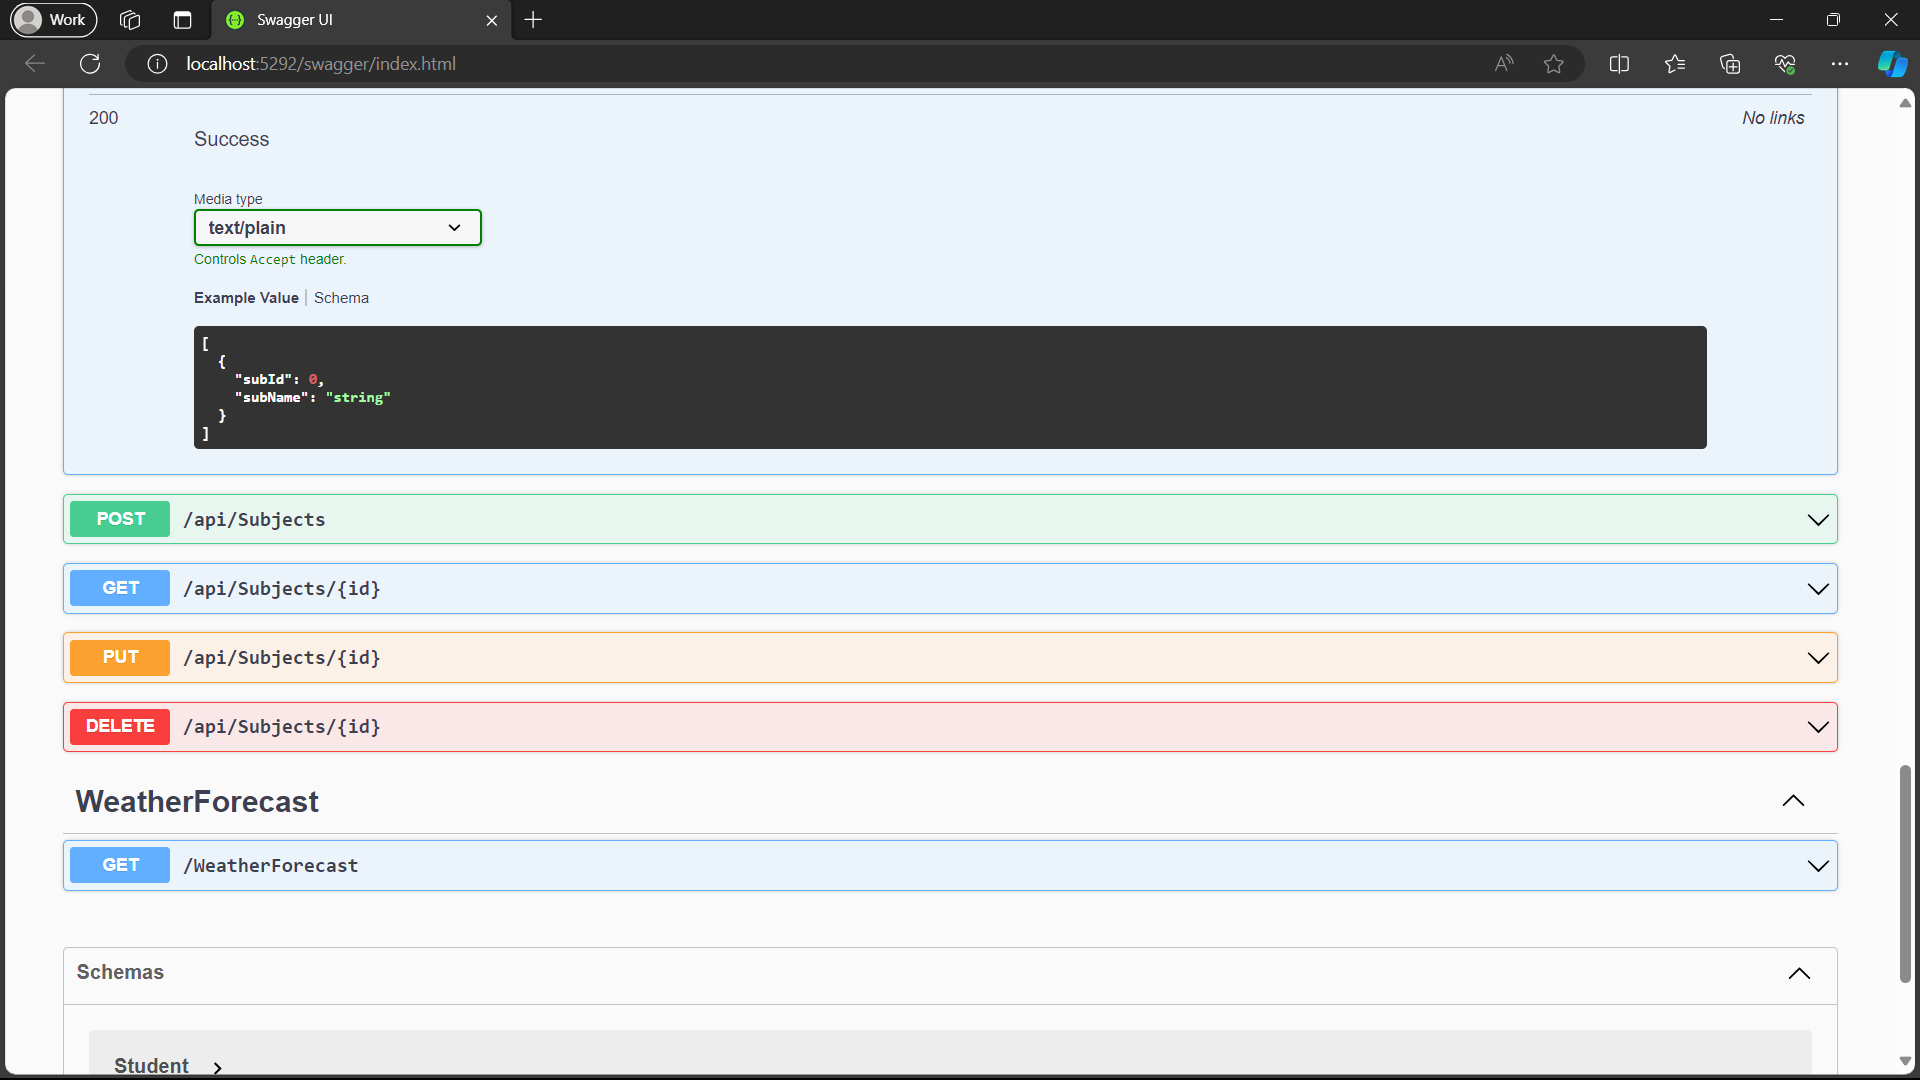 Work
Swagger UI
localhost:5292/swagger/index.html
200
No links
Success
Media type
text/plain
Controls Accept header.
Example Value | Schema
[
  {
    "subId": 0,
    "subName": "string"
  }
]
POST /api/Subjects
GET /api/Subjects/{id}
PUT /api/Subjects/{id}
DELETE /api/Subjects/{id}
WeatherForecast
GET /WeatherForecast
Schemas
Student